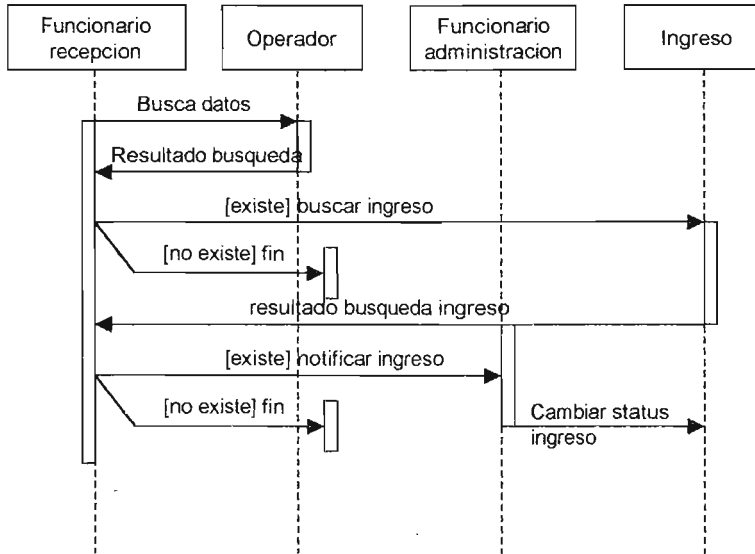 Funcionario
recepcion
Operador
Funcionario
administracion
Ingreso
Busca datos
Resultado busqueda
[existe] buscar ingreso
[no existe] fin
resultado busqueda ingreso
[existe] notificar ingreso
[no existe] fin
Cambiar status
ingreso